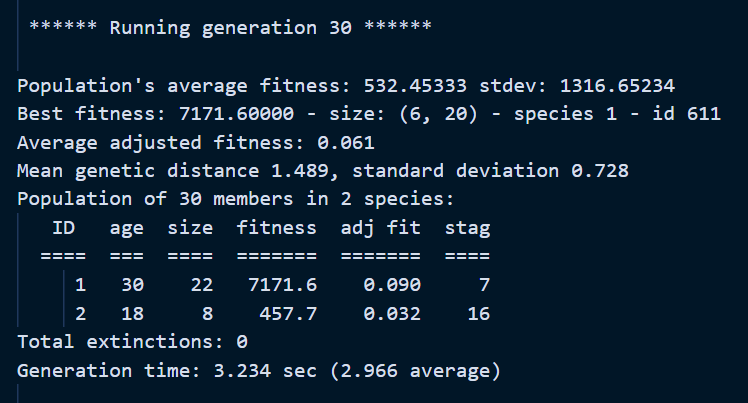 ****** Running generation 30 ******
Population's average fitness: 532.45333 stdev: 1316.65234
Best fitness: 7171.60000 - size: (6, 20) - species 1 - id 611
Average adjusted fitness: 0.061
Mean genetic distance 1.489, standard deviation 0.728
Population of 30 members in 2 species:
   ID   age  size   fitness   adj fit  stag
  ====  ===  ====  =======  =======  ====
     1   30    22   7171.6    0.090     7
     2   18     8    457.7    0.032    16
Total extinctions: 0
Generation time: 3.234 sec (2.966 average)